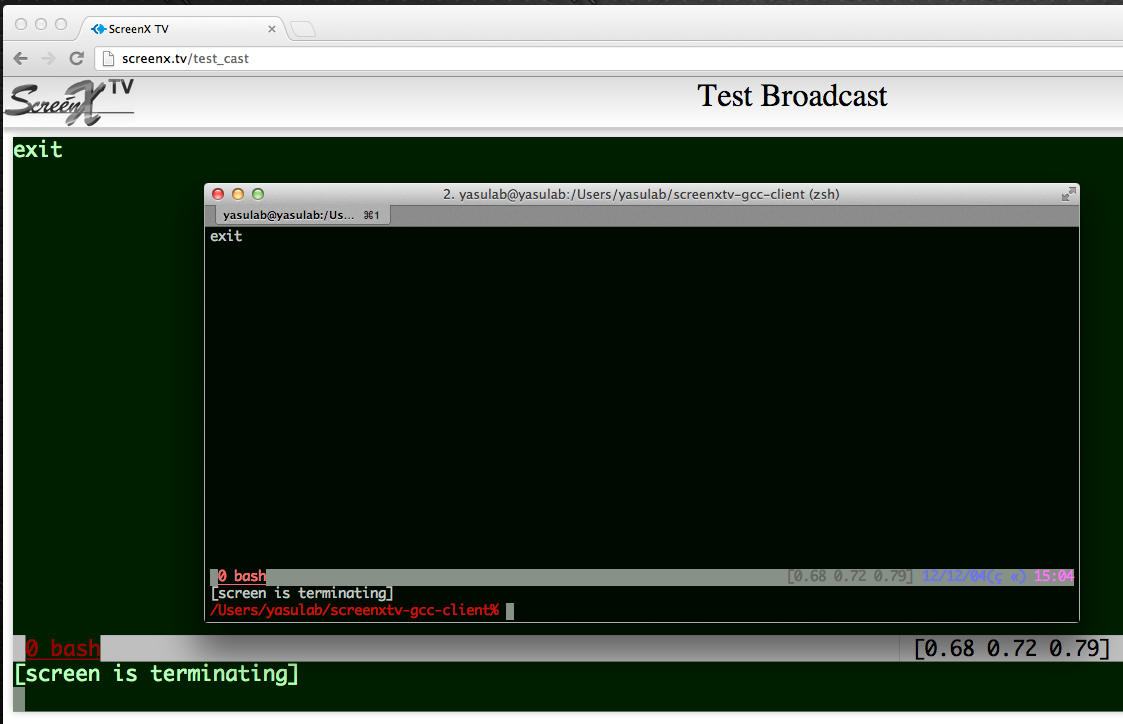 ScreenX TV
screenx.tv/test_cast
ScreenX TV
Test Broadcast
exit
2. yasulab@yasulab:/Users/yasulab/screenxtv-gcc-client (zsh)
yasulab@yasulab:/Us... ⌘1
exit
0 bash [0.68 0.72 0.79] 12/12/04(ç «) 15:04
[screen is terminating]
/Users/yasulab/screenxtv-gcc-client%
0 bash [0.68 0.72 0.79]
[screen is terminating]